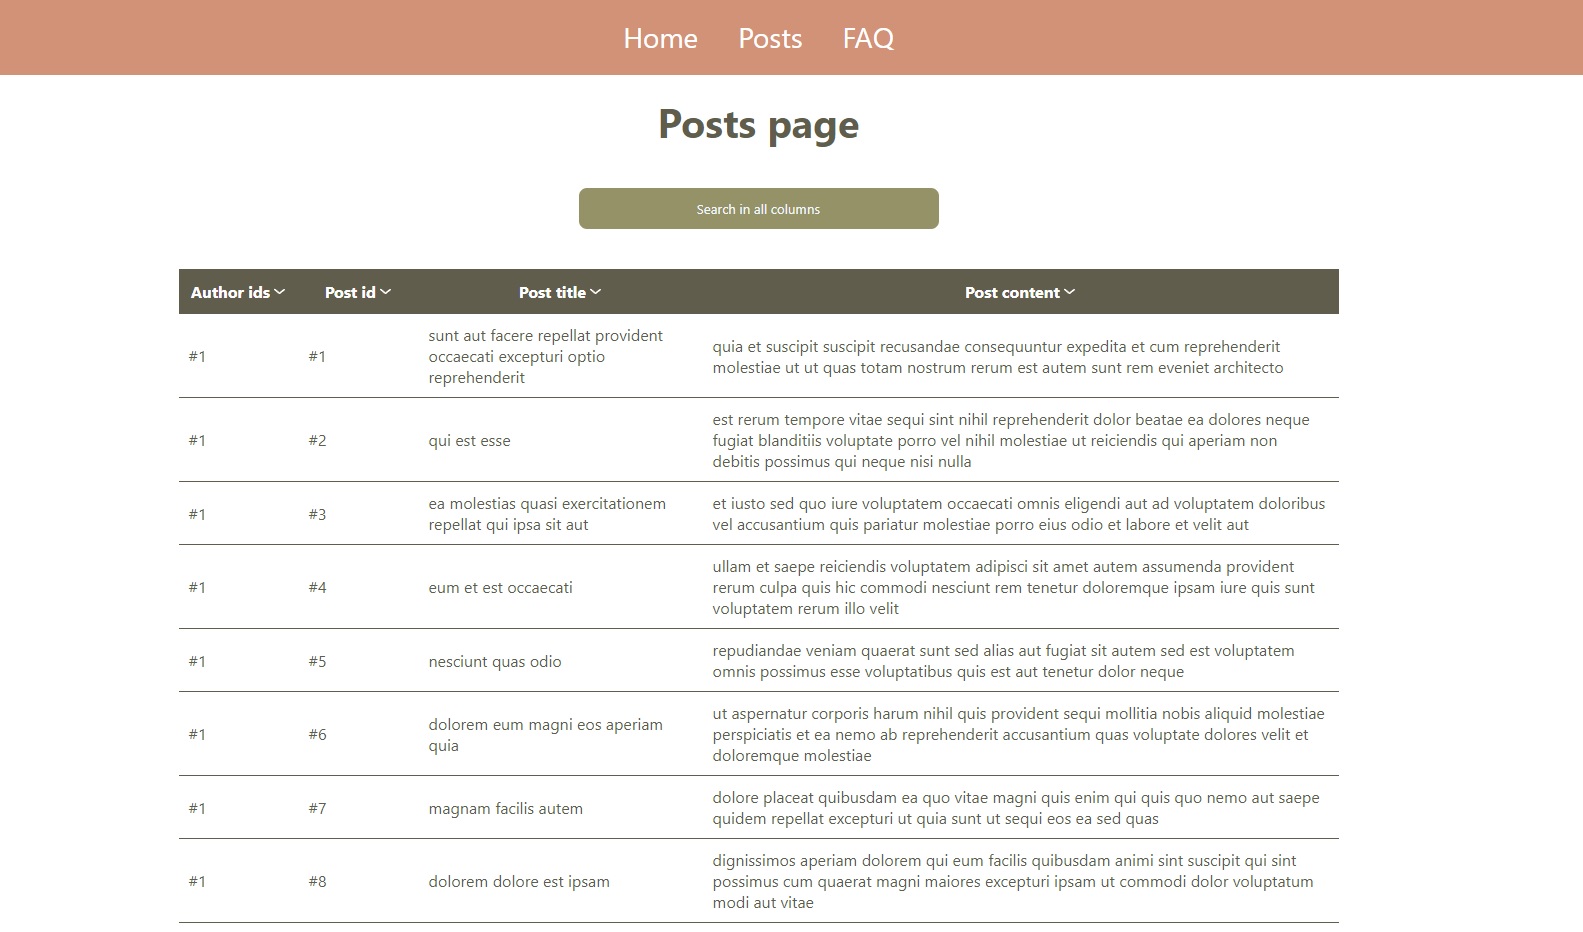 Home Posts FAQ
Posts page
Search in all columns
Author ids Post id Post title Post content
#1 #1 sunt aut facere repellat provident
occaecati excepturi optio
reprehenderit
quia et suscipit suscipit recusandae consequuntur expedita et cum reprehenderit
molestiae ut ut quas totam nostrum rerum est autem sunt rem eveniet architecto
#1 #2 qui est esse
est rerum tempore vitae sequi sint nihil reprehenderit dolor beatae ea dolores neque
fugiat blanditiis voluptate porro vel nihil molestiae ut reiciendis qui aperiam non
debitis possimus qui neque nisi nulla
#1 #3 ea molestias quasi exercitationem
repellat qui ipsa sit aut
et iusto sed quo iure voluptatem occaecati omnis eligendi aut ad voluptatem doloribus
vel accusantium quis pariatur molestiae porro eius odio et labore et velit aut
#1 #4 eum et est occaecati
ullam et saepe reiciendis voluptatem adipisci sit amet autem assumenda provident
rerum culpa quis hic commodi nesciunt rem tenetur doloremque ipsam iure quis sunt
voluptatem rerum illo velit
#1 #5 nesciunt quas odio
repudiandae veniam quaerat sunt sed alias aut fugiat sit autem sed est voluptatem
omnis possimus esse voluptatibus quis est aut tenetur dolor neque
#1 #6 dolorem eum magni eos aperiam
quia
ut aspernatur corporis harum nihil quis provident sequi mollitia nobis aliquid molestiae
perspiciatis et ea nemo ab reprehenderit accusantium quas voluptate dolores velit et
doloremque molestiae
#1 #7 magnam facilis autem
dolore placeat quibusdam ea quo vitae magni quis enim qui quis quo nemo aut saepe
quidem repellat excepturi ut quia sunt ut sequi eos ea sed quas
#1 #8 dolorem dolore est ipsam
dignissimos aperiam dolorem qui eum facilis quibusdam animi sint suscipit qui sint
possimus cum quaerat magni maiores excepturi ipsam ut commodi dolor voluptatum
modi aut vitae